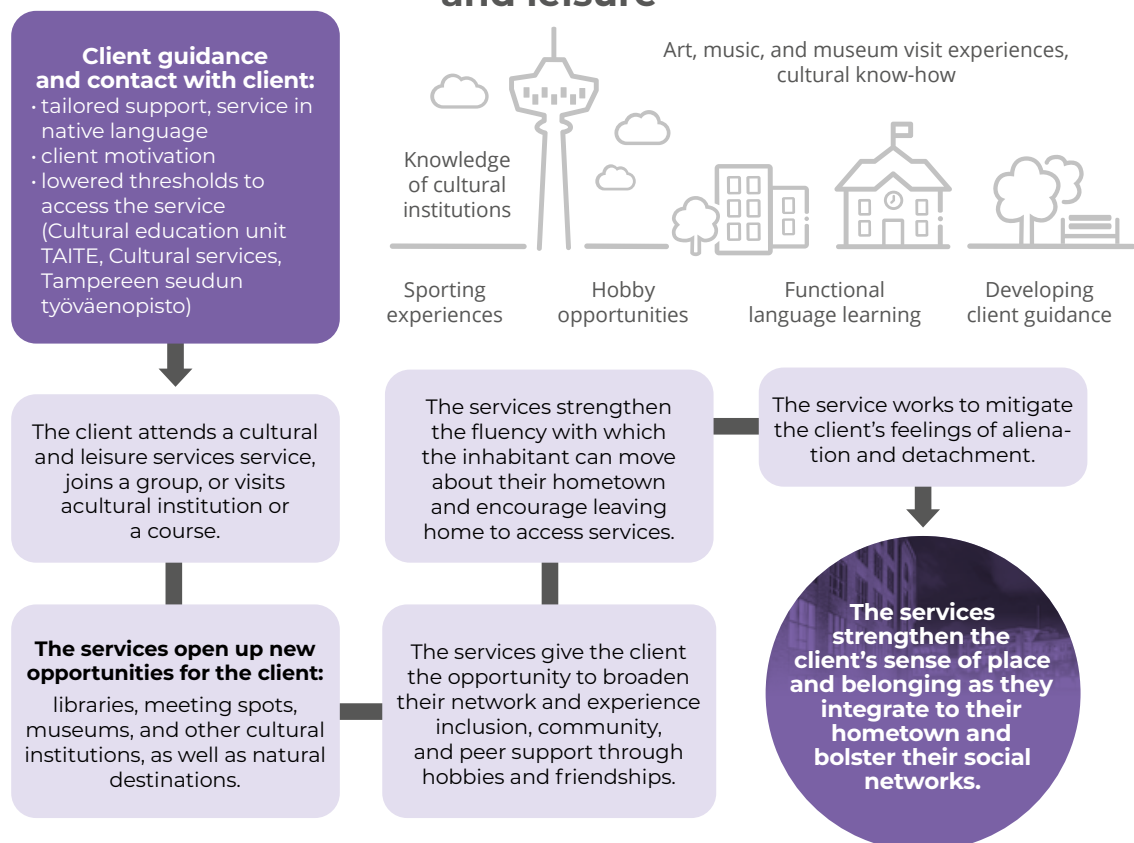 and leisure
Client guidance
and contact with client:
· tailored support, service in
native language
· client motivation
· lowered thresholds to
access the service
(Cultural education unit
TAITE, Cultural services,
Tampereen seudun
työväenopisto)
Art, music, and museum visit experiences,
cultural know-how
Knowledge
of cultural
institutions
Sporting
experiences
Hobby
opportunities
Functional
language learning
Developing
client guidance
The client attends a cultural
and leisure services service,
joins a group, or visits
acultural institution or
a course.
The services open up new
opportunities for the client:
libraries, meeting spots,
museums, and other cultural
institutions, as well as natural
destinations.
The services give the client
the opportunity to broaden
their network and experience
inclusion, community,
and peer support through
hobbies and friendships.
The services strengthen
the fluency with which
the inhabitant can move
about their hometown
and encourage leaving
home to access services.
The service works to mitigate
the client's feelings of aliena-
tion and detachment.
The services
strengthen the
client's sense of place
and belonging as they
integrate to their
hometown and
bolster their social
networks.